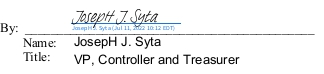 JosepH J. Syta
By: JosepH J. Syta (Jul 11, 2022 10:12 EDT)
Name: JosepH J. Syta
Title: VP, Controller and Treasurer